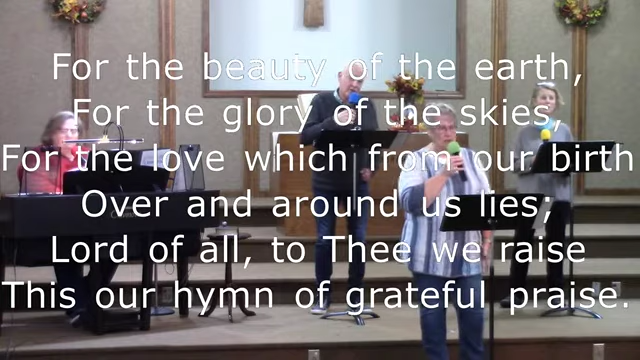 For the beauty of the earth,
For the glory of the skies,
For the love which from our birth
Over and around us lies;
Lord of all, to Thee we raise
This our hymn of grateful praise.